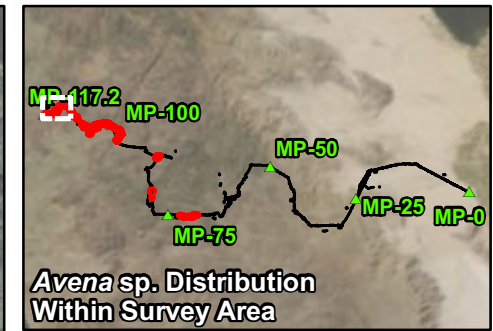 MP-117.2
MP-100
MP-50
MP-25
MP-0
MP-75
Avena sp. Distribution
Within Survey Area